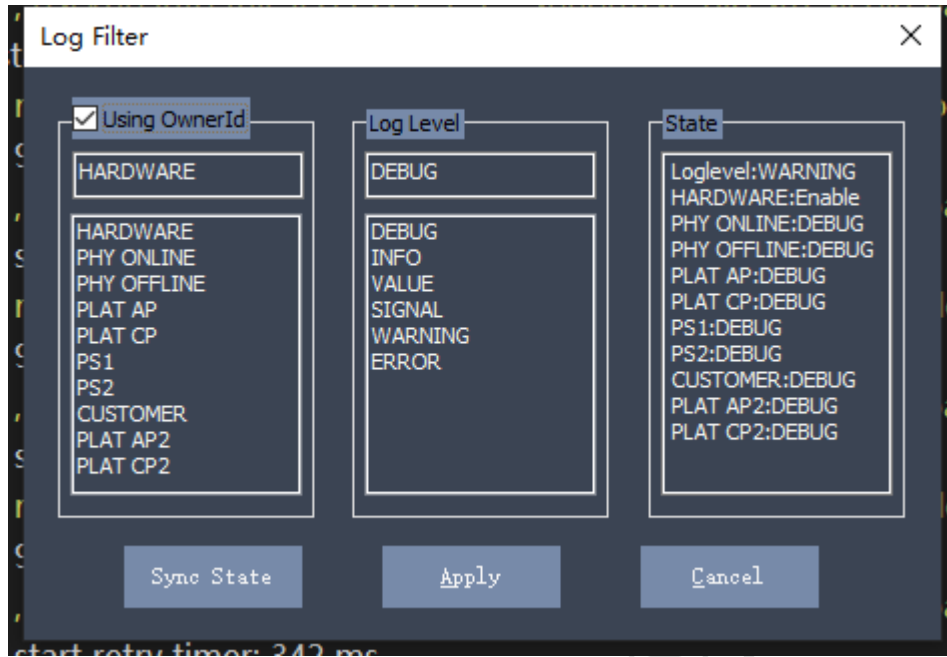 Log Filter
Using OwnerId
HARDWARE
HARDWARE
PHY ONLINE
PHY OFFLINE
PLAT AP
PLAT CP
PS1
PS2
CUSTOMER
PLAT AP2
PLAT CP2
Log Level
DEBUG
DEBUG
INFO
VALUE
SIGNAL
WARNING
ERROR
State
Loglevel:WARNING
HARDWARE:Enable
PHY ONLINE:DEBUG
PHY OFFLINE:DEBUG
PLAT AP:DEBUG
PLAT CP:DEBUG
PS1:DEBUG
PS2:DEBUG
CUSTOMER:DEBUG
PLAT AP2:DEBUG
PLAT CP2:DEBUG
Sync State
Apply
Cancel
start retry timer: 342 ms